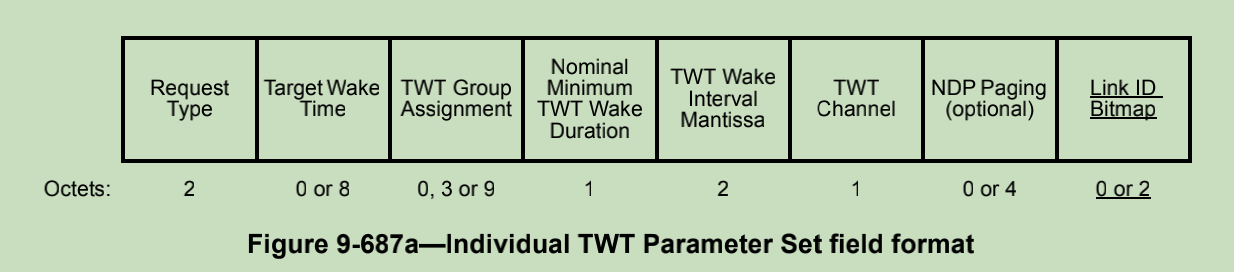 Request Type
Target Wake Time
TWT Group Assignment
Nominal Minimum TWT Wake Duration
TWT Wake Interval Mantissa
TWT Channel
NDP Paging (optional)
Link ID Bitmap
Octets: 2 0 or 8 0, 3 or 9 1 2 1 0 or 4 0 or 2
Figure 9-687a—Individual TWT Parameter Set field format